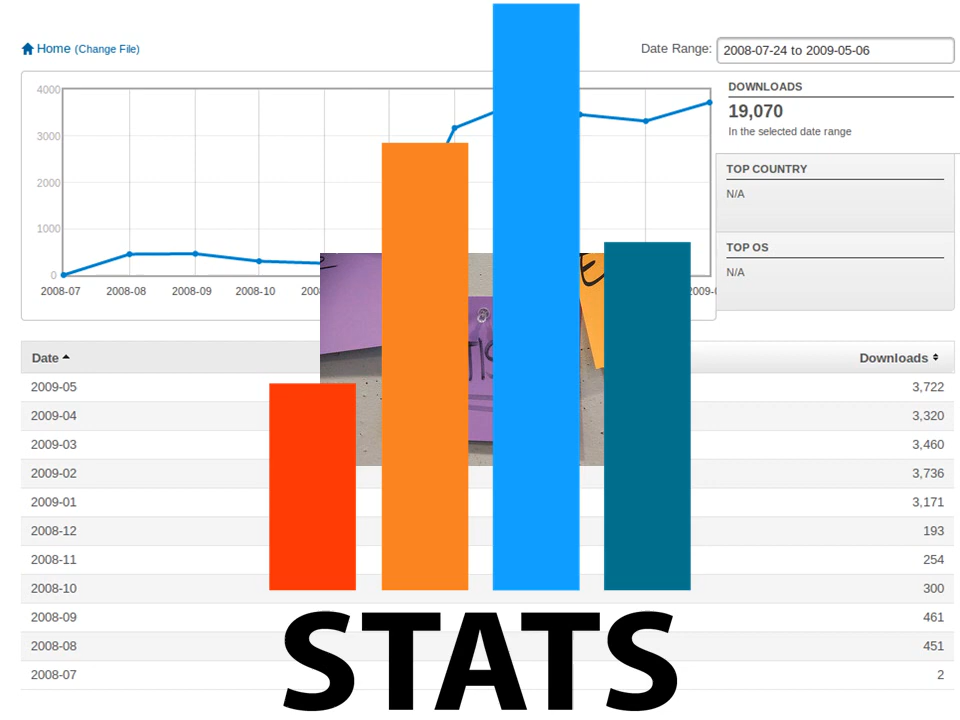 Home (Change File)
Date Range: 2008-07-24 to 2009-05-06
4000
3000
2000
1000
0
2008-07 2008-08 2008-09 2008-10
DOWNLOADS
19,070
In the selected date range
TOP COUNTRY
N/A
TOP OS
N/A
Date Downloads
2009-05 3,722
2009-04 3,320
2009-03 3,460
2009-02 3,736
2009-01 3,171
2008-12 193
2008-11 254
2008-10 300
2008-09 461
2008-08 451
2008-07 2
STATS